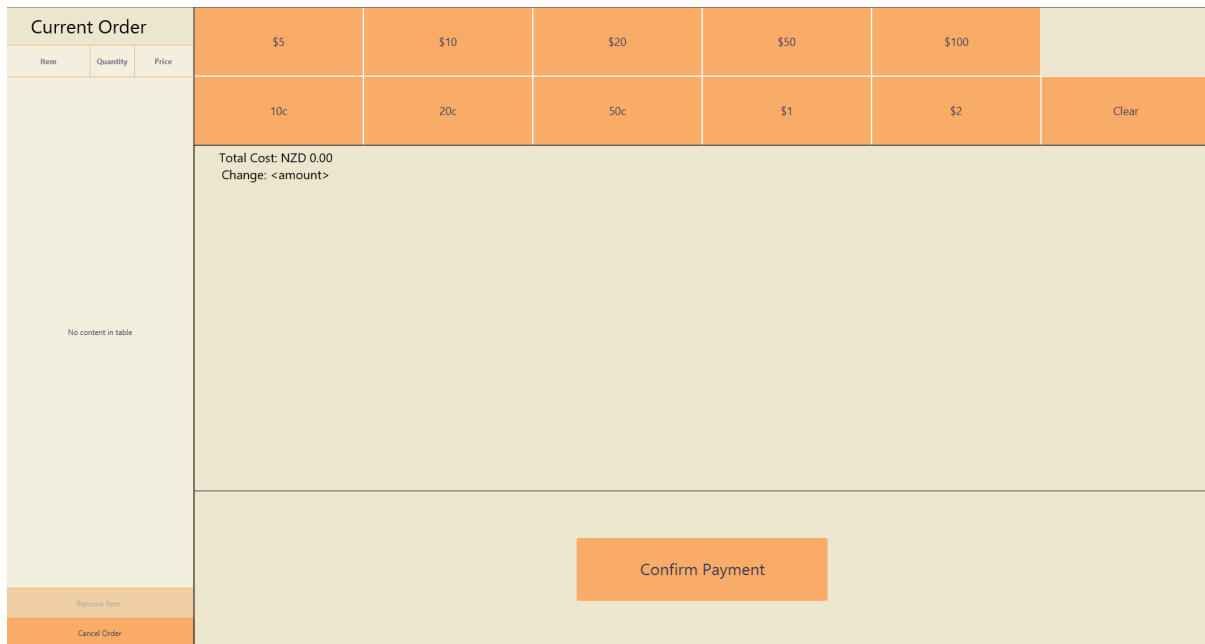 Current Order
Item Quantity Price
No content in table
Remove Item
Cancel Order
$5 $10 $20 $50 $100
10c 20c 50c $1 $2 Clear
Total Cost: NZD 0.00
Change: <amount>
Confirm Payment